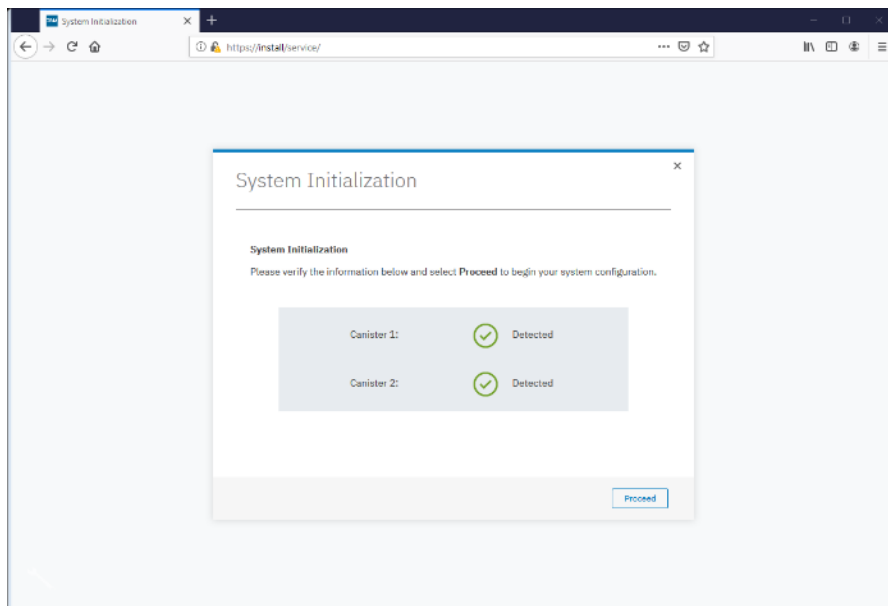 System Initialization
https://install/service/
System Initialization
System Initialization
Please verify the information below and select Proceed to begin your system configuration.
Canister 1: Detected
Canister 2: Detected
Proceed